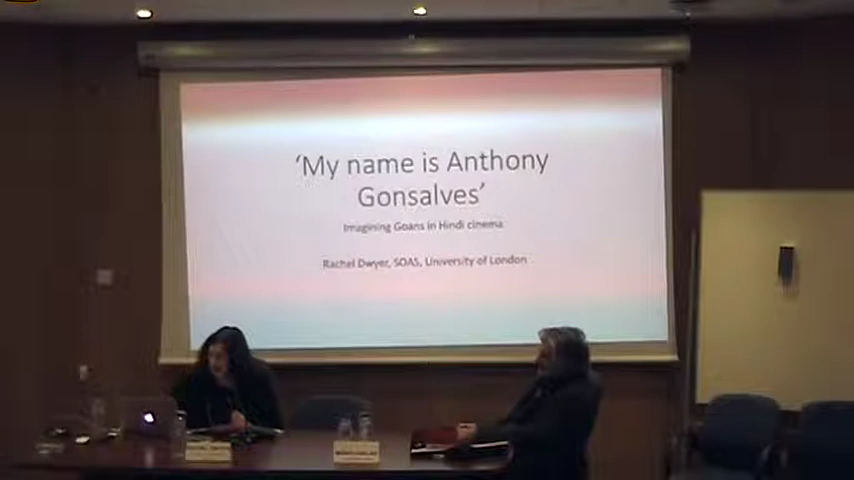 ‘My name is Anthony
Gonsalves’
Imagining Goans in Hindi cinema
Rachel Dwyer, SOAS, University of London